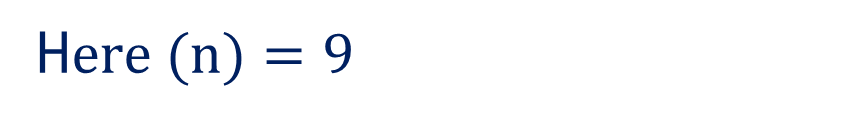 Here (n) = 9